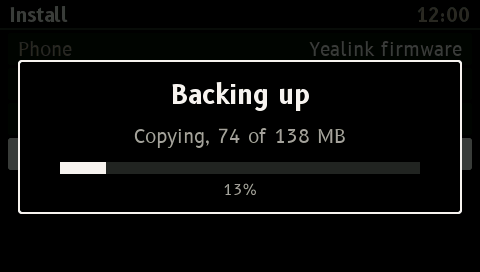 Install 12:00
Phone Yealink firmware
Backing up
Copying, 74 of 138 MB
13%